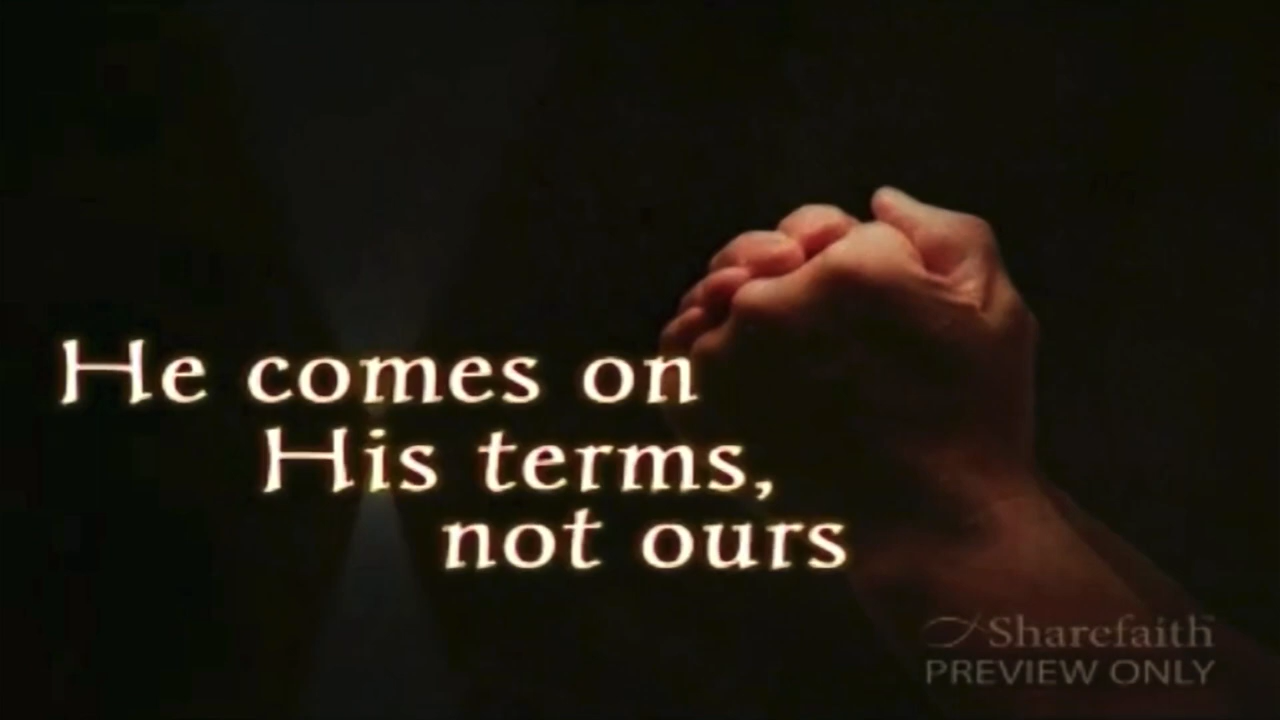 He comes on
His terms,
not ours
Sharefaith
PREVIEW ONLY